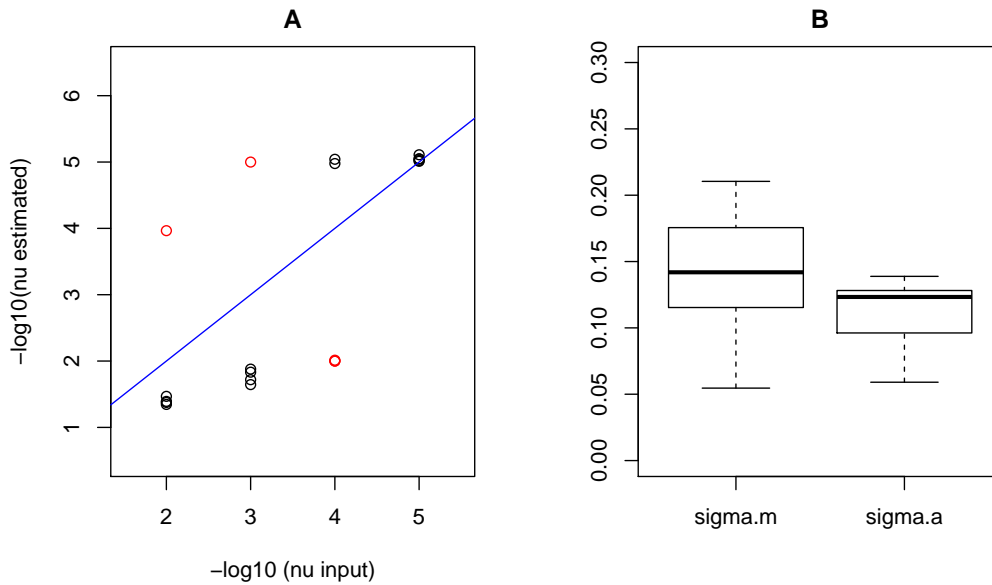 A
−log10(nu estimated)
6
5
4
3
2
1
2 3 4 5
−log10 (nu input)
B
0.30
0.25
0.20
0.15
0.10
0.05
0.00
sigma.m sigma.a